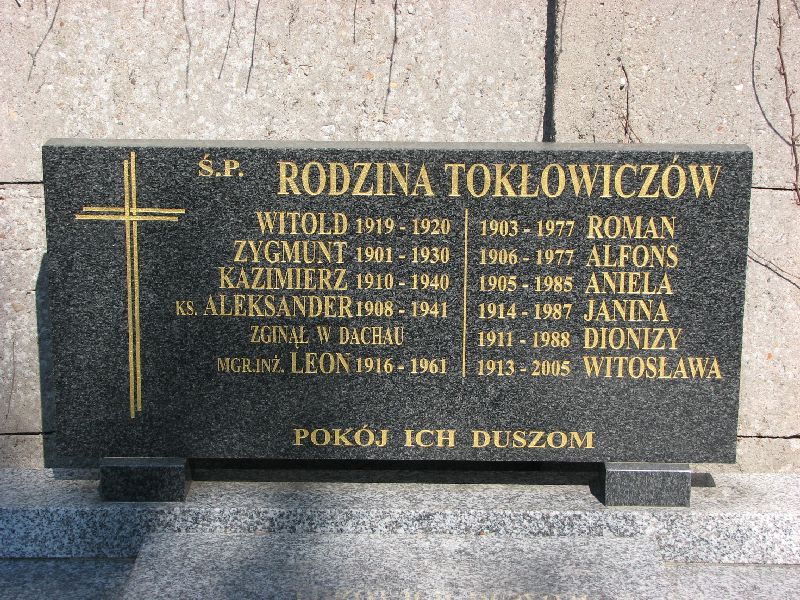 Ś.P. RODZINA TOKŁOWICZÓW
WITOLD 1919 - 1920
ZYGMUNT 1901 - 1930
KAZIMIERZ 1910 - 1940
KS. ALEKSANDER 1908 - 1941
ZGINĄŁ W DACHAU
MGR.INŻ. LEON 1916 - 1961
1903 - 1977 ROMAN
1906 - 1977 ALFONS
1905 - 1985 ANIELA
1914 - 1987 JANINA
1911 - 1988 DIONIZY
1913 - 2005 WITOSŁAWA
POKÓJ ICH DUSZOM